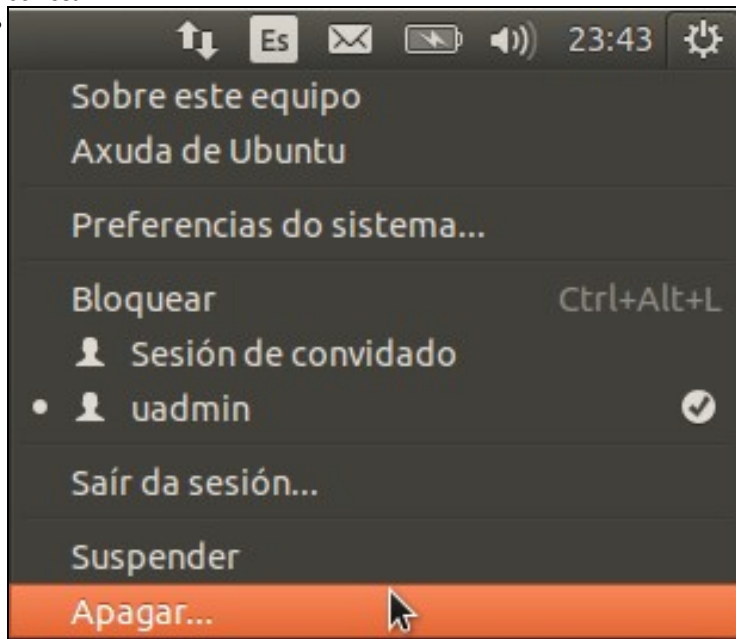 Es 23:43
Sobre este equipo
Axuda de Ubuntu
Preferencias do sistema...
Bloquear Ctrl+Alt+L
Sesión de convidado
uadmin
Saír da sesión...
Suspender
Apagar...